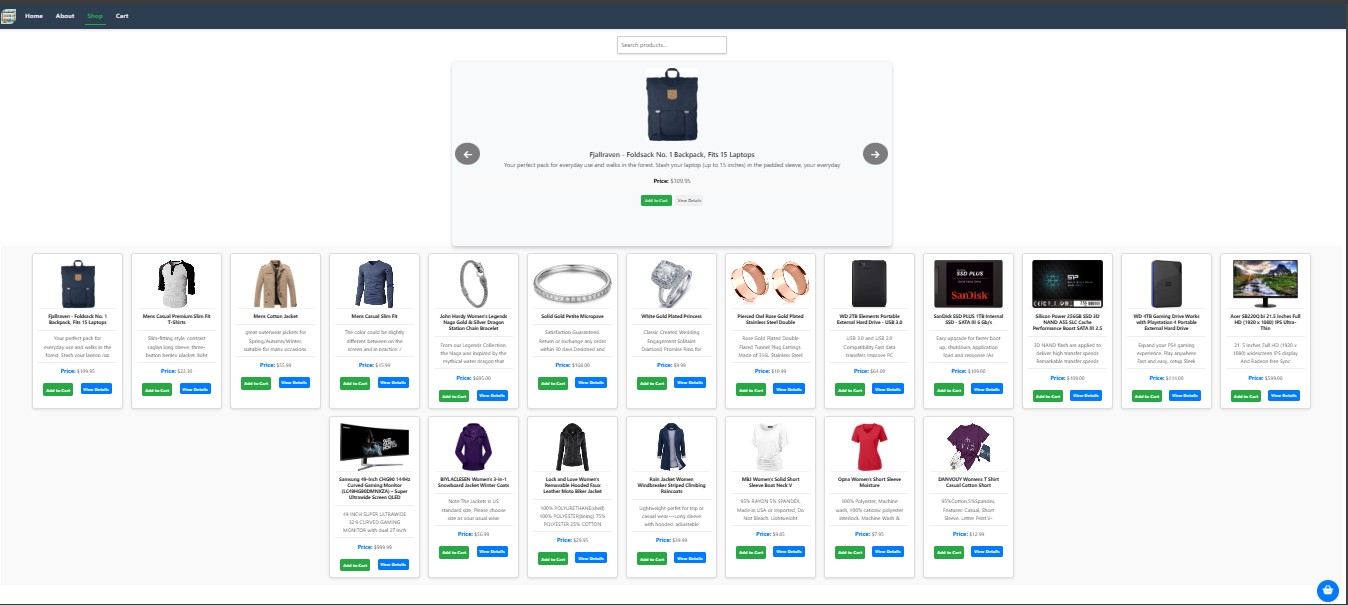 Home About Shop Cart
Search products...
Fjallraven - Foldsack No. 1 Backpack, Fits 15 Laptops
Your perfect pack for everyday use and walks in the forest. Stash your laptop (up to 15 inches) in the padded sleeve, your everyday
Price: $109.95
Add to Cart View Details
Fjallraven - Foldsack No. 1
Backpack, Fits 15 Laptops
Your perfect pack for
everyday use and walks in the
forest. Stash your laptop (up
Price: $109.95
Add to Cart View Details
Mens Casual Premium Slim Fit
T-Shirts
Slim-fitting style, contrast
raglan long sleeve, three-
button henley placket, light
Price: $22.30
Add to Cart View Details
Mens Cotton Jacket
great outerwear jackets for
Spring/Autumn/Winter,
suitable for many occasions,
Price: $55.99
Add to Cart View Details
Mens Casual Slim Fit
The color could be slightly
different between on the
screen and in practice. /
Price: $15.99
Add to Cart View Details
John Hardy Women's Legends
Naga Gold & Silver Dragon
Station Chain Bracelet
From our Legends Collection,
the Naga was inspired by the
mythical water dragon that
Price: $695.00
Add to Cart View Details
Solid Gold Petite Micropave
Satisfaction Guaranteed.
Return or exchange any order
within 30 days.Designed and
Price: $168.00
Add to Cart View Details
White Gold Plated Princess
Classic Created Wedding
Engagement Solitaire
Diamond Promise Ring for
Price: $9.99
Add to Cart View Details
Pierced Owl Rose Gold Plated
Stainless Steel Double
Rose Gold Plated Double
Flared Tunnel Plug Earrings.
Made of 316L Stainless Steel
Price: $10.99
Add to Cart View Details
WD 2TB Elements Portable
External Hard Drive - USB 3.0
USB 3.0 and USB 2.0
Compatibility Fast data
transfers Improve PC
Price: $64.00
Add to Cart View Details
SSD PLUS
SanDisk
SanDisk SSD PLUS 1TB Internal
SSD - SATA III 6 Gb/s
Easy upgrade for faster boot
up, shutdown, application
load and response (As
Price: $109.00
Add to Cart View Details
SP
Silicon Power 256GB SSD 3D
NAND A55 SLC Cache
Performance Boost SATA III 2.5
3D NAND flash are applied to
deliver high transfer speeds
Remarkable transfer speeds
Price: $109.00
Add to Cart View Details
WD 4TB Gaming Drive Works
with Playstation 4 Portable
External Hard Drive
Expand your PS4 gaming
experience, Play anywhere
Fast and easy, setup Sleek
Price: $114.00
Add to Cart View Details
Acer SB220Q bi 21.5 inches Full
HD (1920 x 1080) IPS Ultra-
Thin
21. 5 inches Full HD (1920 x
1080) widescreen IPS display
And Radeon free Sync
Price: $599.00
Add to Cart View Details
Samsung 49-Inch CHG90 144Hz
Curved Gaming Monitor
(LC49HG90DMNXZA) – Super
Ultrawide Screen QLED
49 INCH SUPER ULTRAWIDE
32:9 CURVED GAMING
MONITOR with dual 27 inch
Price: $999.99
Add to Cart View Details
BIYLACLESEN Women's 3-in-1
Snowboard Jacket Winter Coats
Note:The Jackets is US
standard size, Please choose
size as your usual wear
Price: $56.99
Add to Cart View Details
Lock and Love Women's
Removable Hooded Faux
Leather Moto Biker Jacket
100% POLYURETHANE(shell)
100% POLYESTER(lining) 75%
POLYESTER 25% COTTON
Price: $29.95
Add to Cart View Details
Rain Jacket Women
Windbreaker Striped Climbing
Raincoats
Lightweight perfet for trip or
casual wear---Long sleeve
with hooded, adjustable
Price: $39.99
Add to Cart View Details
MBJ Women's Solid Short
Sleeve Boat Neck V
95% RAYON 5% SPANDEX,
Made in USA or Imported, Do
Not Bleach, Lightweight
Price: $9.85
Add to Cart View Details
Opna Women's Short Sleeve
Moisture
100% Polyester, Machine
wash, 100% cationic polyester
interlock, Machine Wash &
Price: $7.95
Add to Cart View Details
DANVOUY Womens T Shirt
Casual Cotton Short
95%Cotton,5%Spandex,
Features: Casual, Short
Sleeve, Letter Print,V-
Price: $12.99
Add to Cart View Details